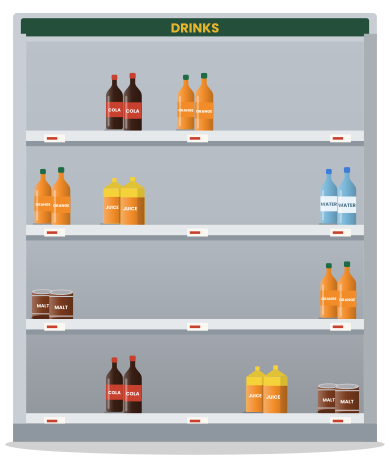 DRINKS
COLA COLA ORANGE ORANGE
ORANGE ORANGE JUICE JUICE WATER WATER
MALT MALT ORANGE ORANGE
COLA COLA JUICE JUICE MALT MALT